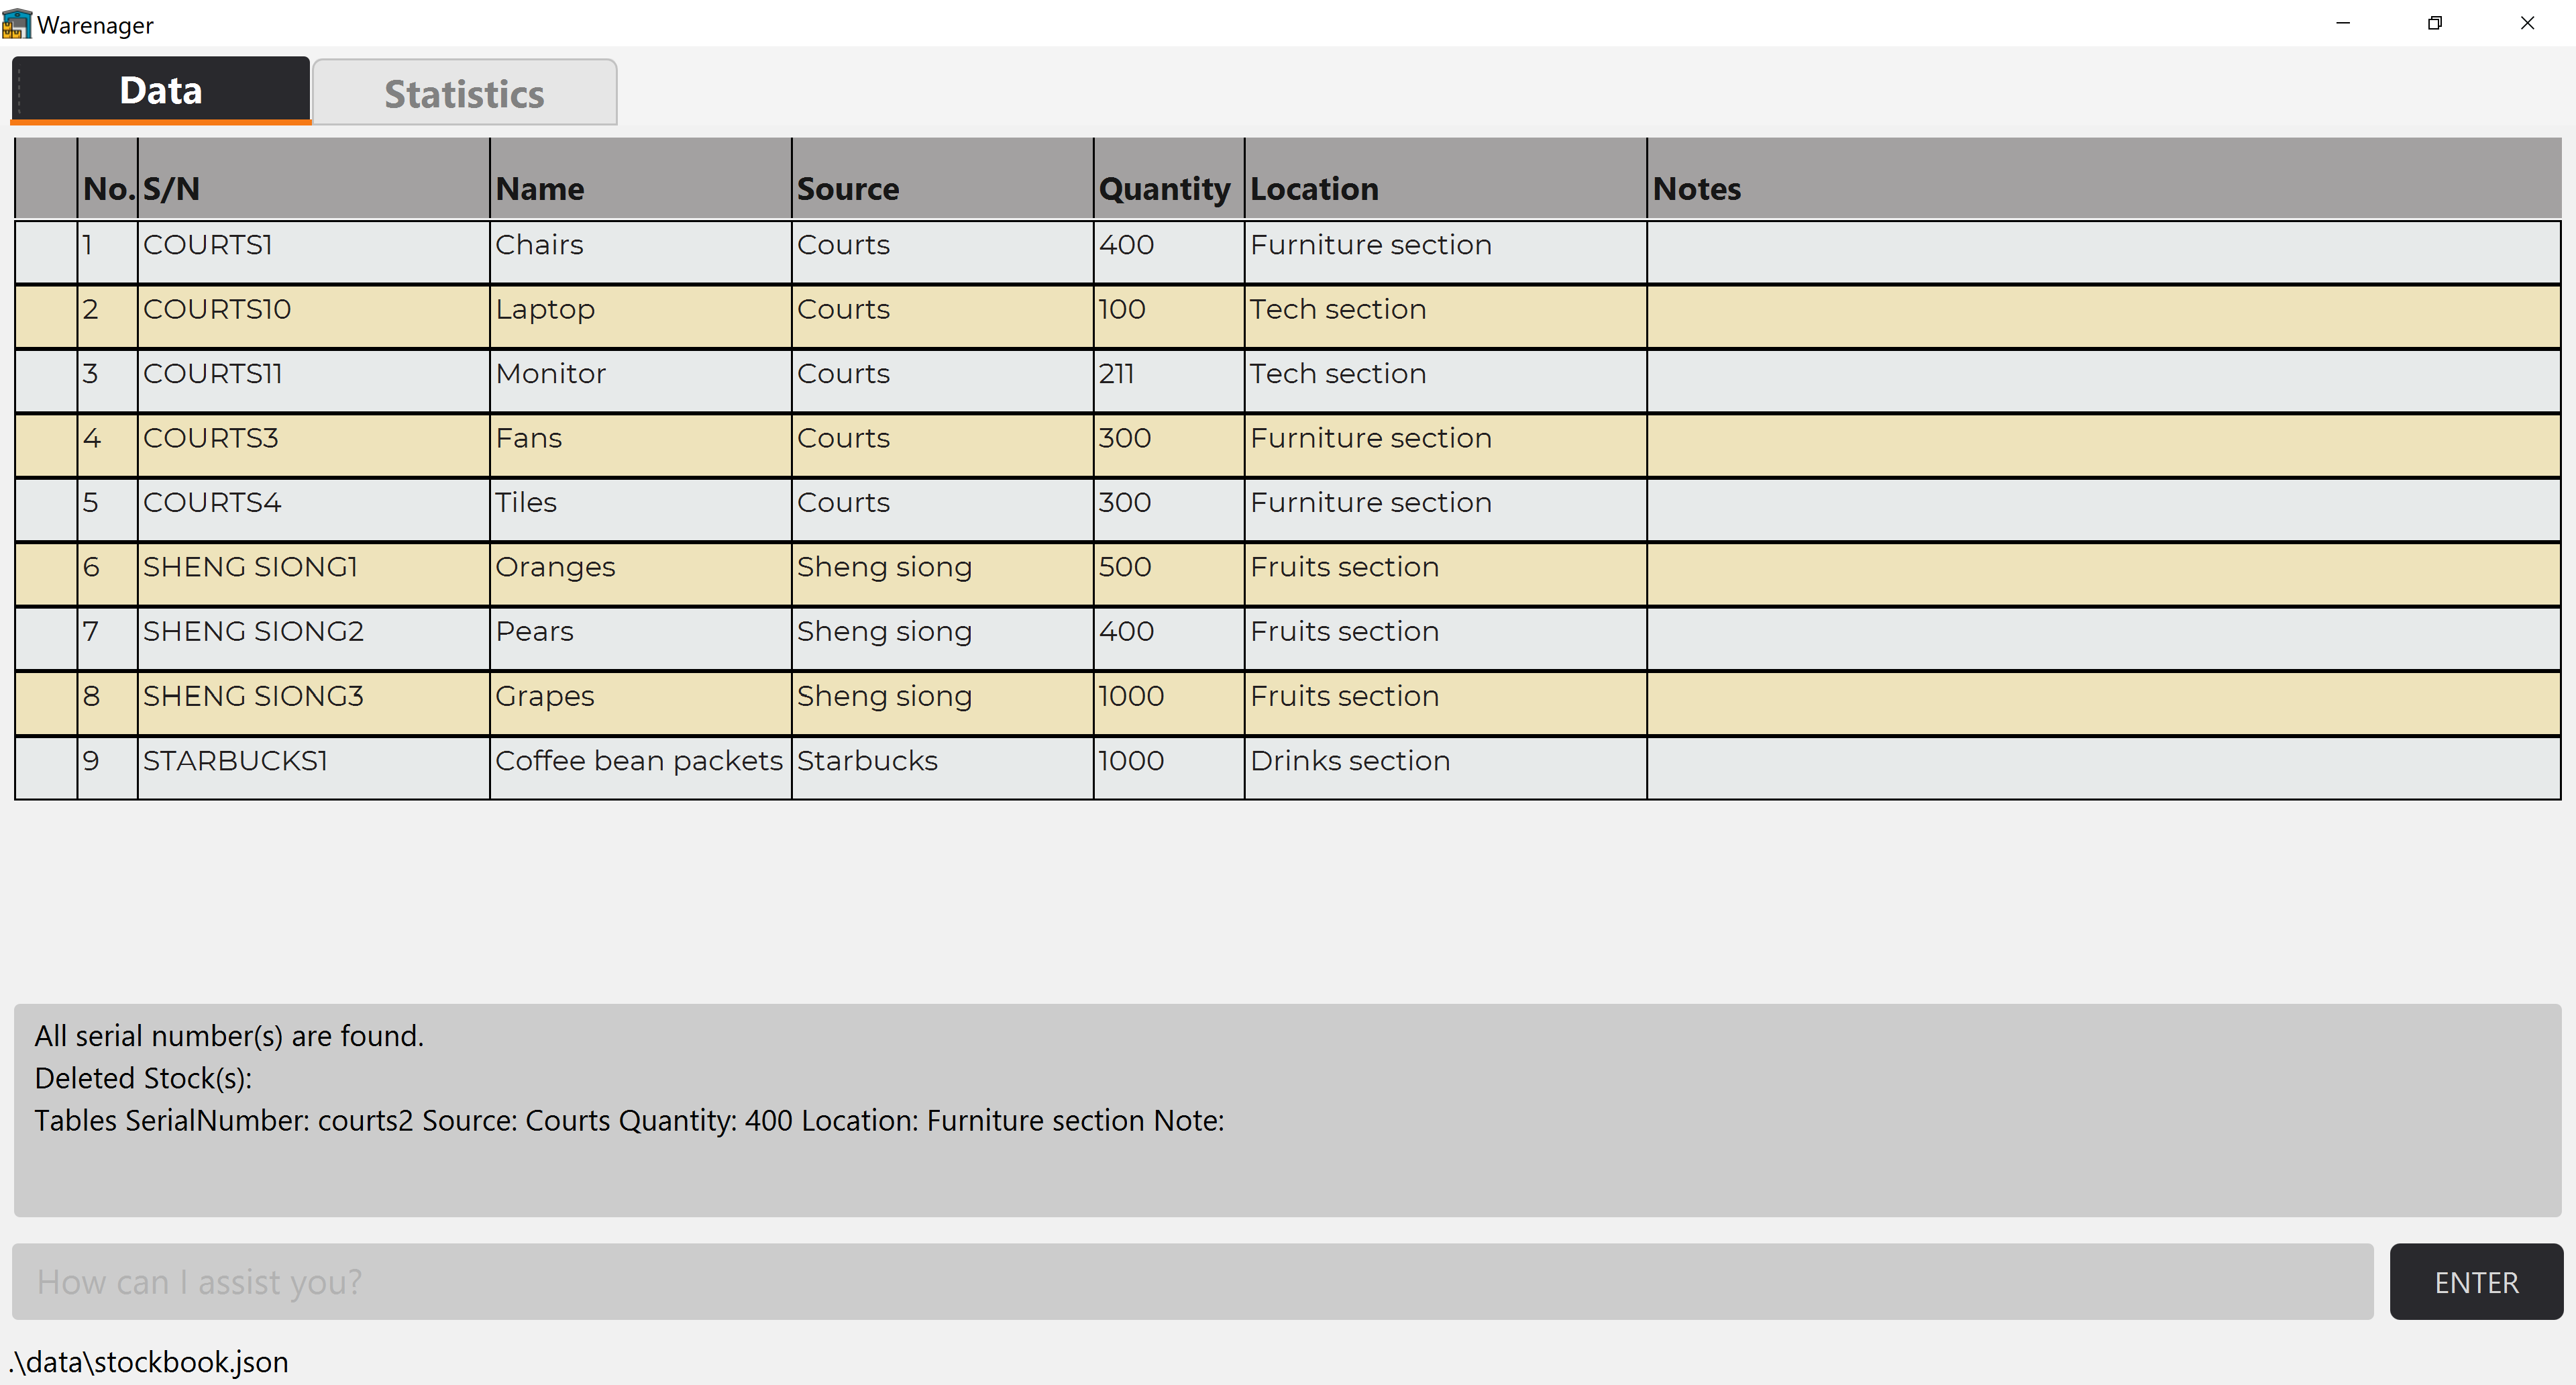 Warenager
Data Statistics
No. S/N Name Source Quantity Location Notes
1 COURTS1 Chairs Courts 400 Furniture section
2 COURTS10 Laptop Courts 100 Tech section
3 COURTS11 Monitor Courts 211 Tech section
4 COURTS3 Fans Courts 300 Furniture section
5 COURTS4 Tiles Courts 300 Furniture section
6 SHENG SIONG1 Oranges Sheng siong 500 Fruits section
7 SHENG SIONG2 Pears Sheng siong 400 Fruits section
8 SHENG SIONG3 Grapes Sheng siong 1000 Fruits section
9 STARBUCKS1 Coffee bean packets Starbucks 1000 Drinks section
All serial number(s) are found.
Deleted Stock(s):
Tables SerialNumber: courts2 Source: Courts Quantity: 400 Location: Furniture section Note:
How can I assist you? ENTER
.\data\stockbook.json